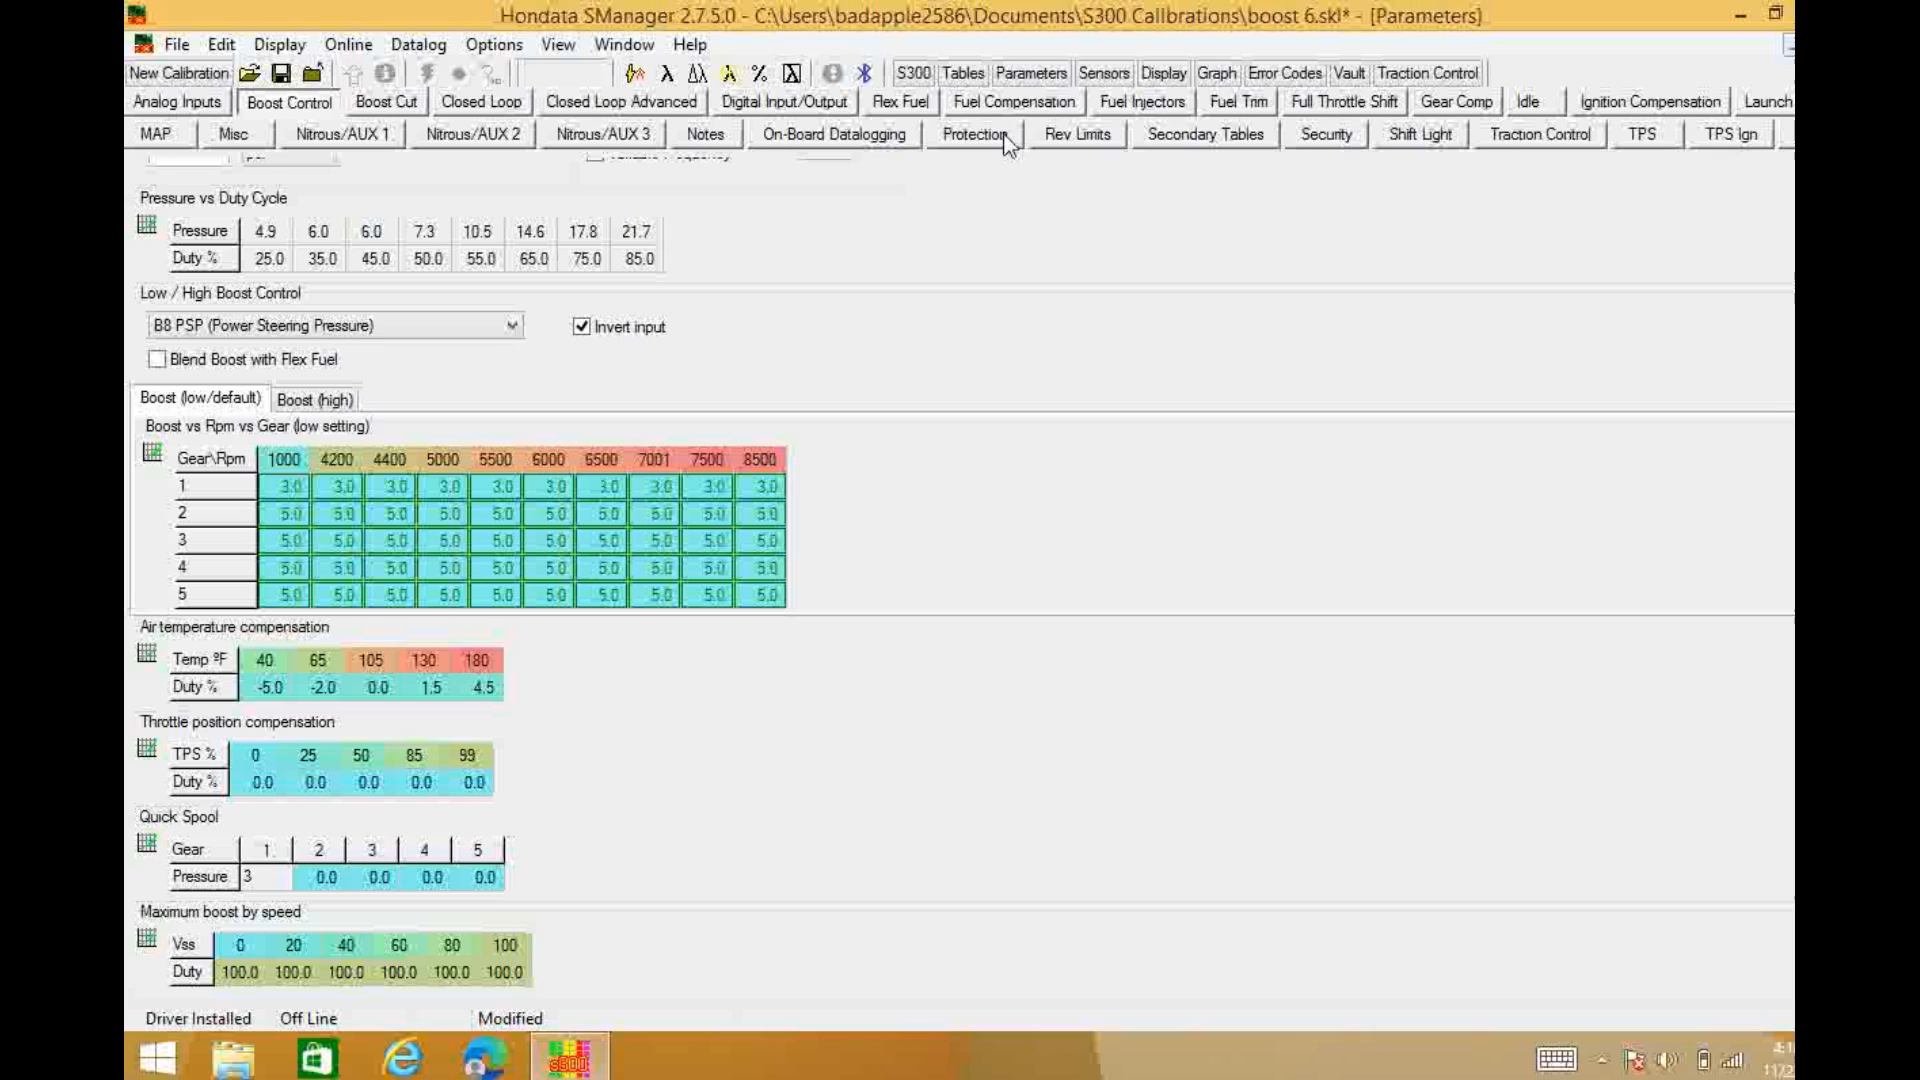 Hondata SManager 2.7.5.0 - C:\Users\badapple2586\Documents\S300 Calibrations\boost 6.skl* - [Parameters]
File Edit Display Online Datalog Options View Window Help
New Calibration S300 Tables Parameters Sensors Display Graph Error Codes Vault Traction Control
Analog Inputs Boost Control Boost Cut Closed Loop Closed Loop Advanced Digital Input/Output Flex Fuel Fuel Compensation Fuel Injectors Fuel Trim Full Throttle Shift Gear Comp Idle Ignition Compensation Launch
MAP Misc Nitrous/AUX 1 Nitrous/AUX 2 Nitrous/AUX 3 Notes On-Board Datalogging Protection Rev Limits Secondary Tables Security Shift Light Traction Control TPS TPS Ign
Pressure vs Duty Cycle
Pressure 4.9 6.0 6.0 7.3 10.5 14.6 17.8 21.7
Duty % 25.0 35.0 45.0 50.0 55.0 65.0 75.0 85.0
Low / High Boost Control
B8 PSP (Power Steering Pressure) Invert input
Blend Boost with Flex Fuel
Boost (low/default) Boost (high)
Boost vs Rpm vs Gear (low setting)
Gear\Rpm 1000 4200 4400 5000 5500 6000 6500 7001 7500 8500
1 3.0 3.0 3.0 3.0 3.0 3.0 3.0 3.0 3.0 3.0
2 5.0 5.0 5.0 5.0 5.0 5.0 5.0 5.0 5.0 5.0
3 5.0 5.0 5.0 5.0 5.0 5.0 5.0 5.0 5.0 5.0
4 5.0 5.0 5.0 5.0 5.0 5.0 5.0 5.0 5.0 5.0
5 5.0 5.0 5.0 5.0 5.0 5.0 5.0 5.0 5.0 5.0
Air temperature compensation
Temp ºF 40 65 105 130 180
Duty % -5.0 -2.0 0.0 1.5 4.5
Throttle position compensation
TPS % 0 25 50 85 99
Duty % 0.0 0.0 0.0 0.0 0.0
Quick Spool
Gear 1 2 3 4 5
Pressure 3 0.0 0.0 0.0 0.0
Maximum boost by speed
Vss 0 20 40 60 80 100
Duty 100.0 100.0 100.0 100.0 100.0 100.0
Driver Installed Off Line Modified
s300